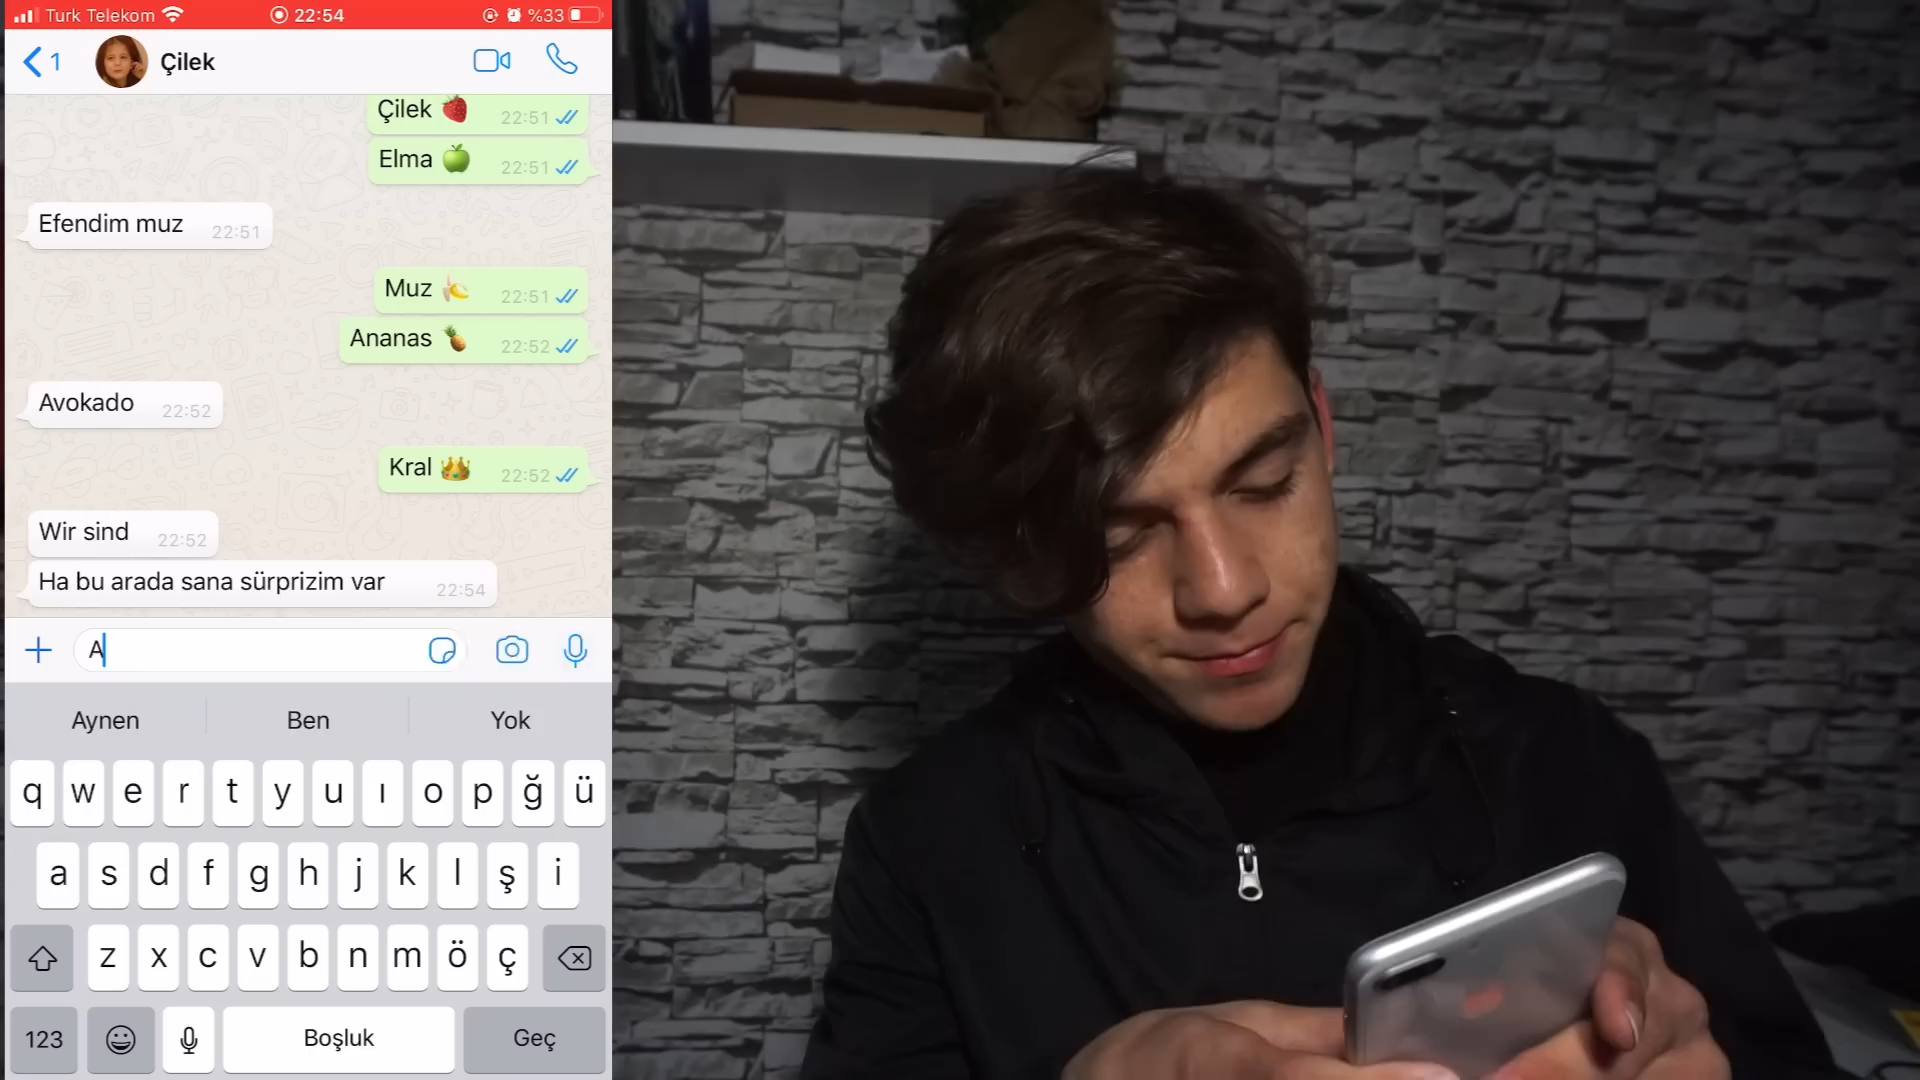 Turk Telekom 22:54 %33
1 Çilek
Çilek 🍓 22:51
Elma 🍏 22:51
Efendim muz 22:51
Muz 🍌 22:51
Ananas 🍍 22:52
Avokado 22:52
Kral 👑 22:52
Wir sind 22:52
Ha bu arada sana sürprizim var 22:54
A
Aynen Ben Yok
q w e r t y u ı o p ğ ü
a s d f g h j k l ş i
z x c v b n m ö ç
123 Boşluk Geç